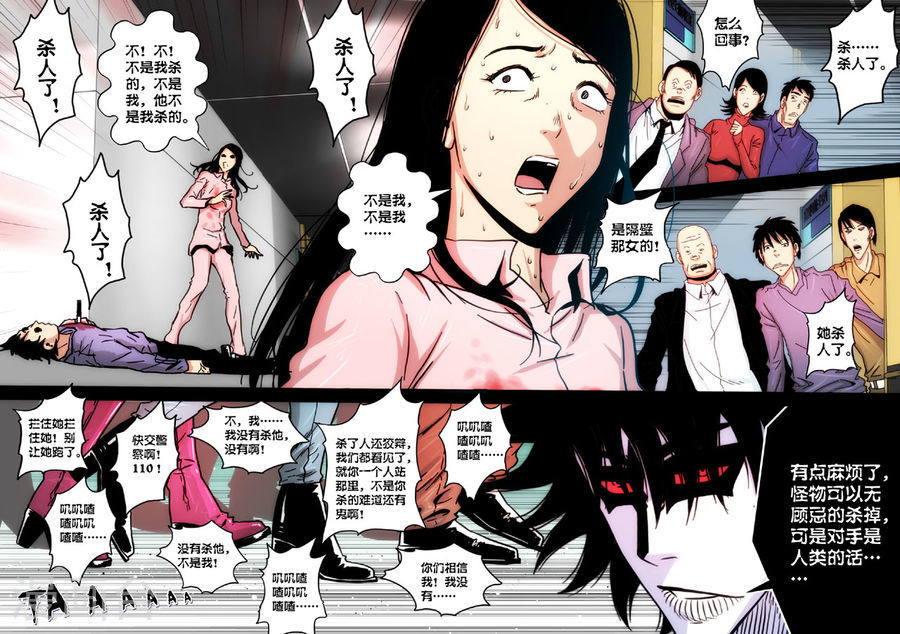 杀人了！
不！不！
不是我杀
的，不是
我，他不
是我杀的。
杀人了！
杀人了！
不是我，
不是我
……
怎么
回事？
杀……
杀人了。
是隔壁
那女的！
她杀
人了。
拦住她拦
住她！别
让她跑了。
快交警
察啊！
110！
不，我……
我没有杀他，
没有啊！
杀了人还狡辩，
我们都看见了，
就你一个人站
那里，不是你
杀的难道还有
鬼啊！
叽叽喳
喳叽叽
喳喳……
叽叽喳
喳叽叽
喳喳……
没有杀他，
不是我！
叽叽喳
喳叽叽
喳喳……
你们相信
我！我没
有……
TA A A A A A
有点麻烦了，
怪物可以无
顾忌的杀掉，
可是对手是
人类的话…
……